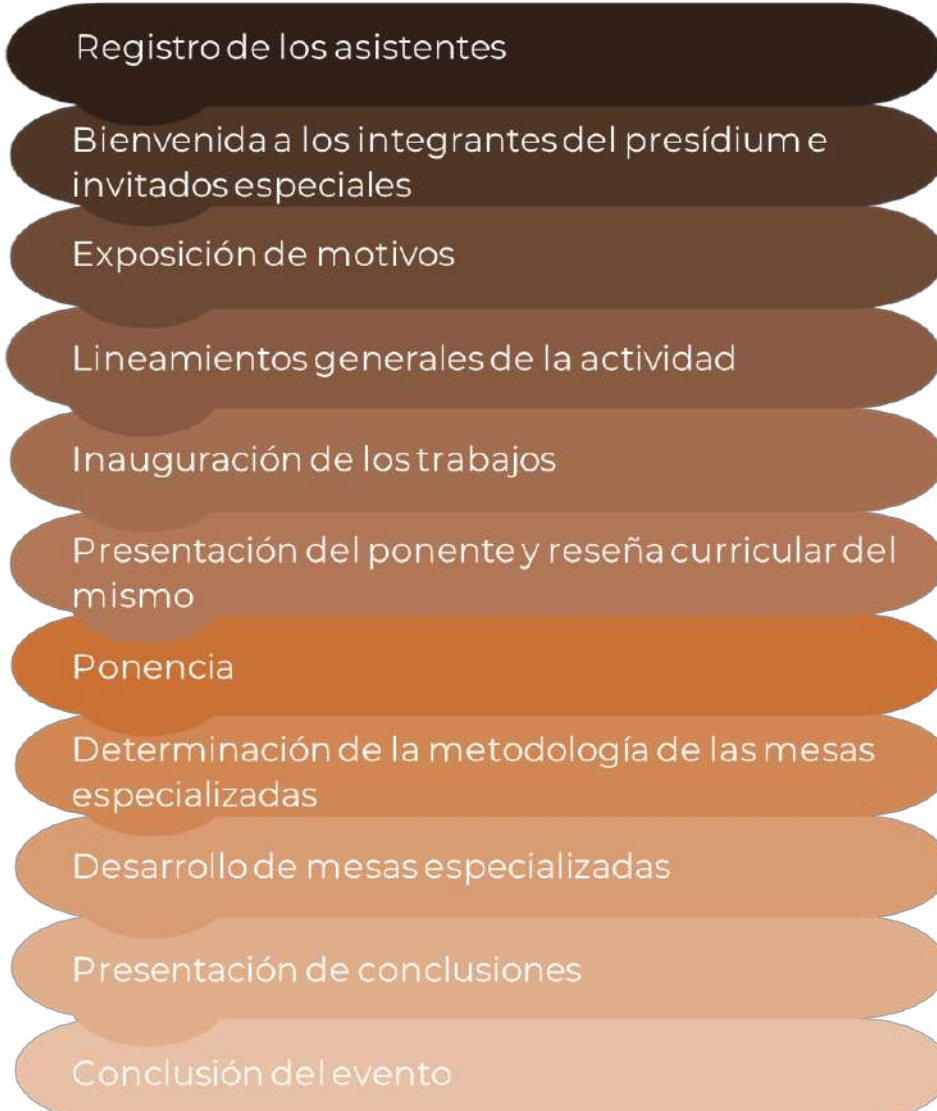 Registro de los asistentes
Bienvenida a los integrantes del presídium e
invitados especiales
Exposición de motivos
Lineamientos generales de la actividad
Inauguración de los trabajos
Presentación del ponente y reseña curricular del
mismo
Ponencia
Determinación de la metodología de las mesas
especializadas
Desarrollo de mesas especializadas
Presentación de conclusiones
Conclusión del evento